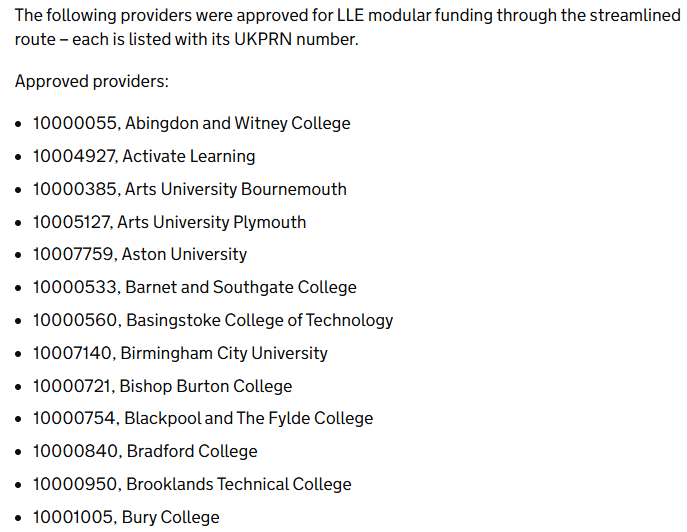 The following providers were approved for LLE modular funding through the streamlined
route – each is listed with its UKPRN number.
Approved providers:
• 10000055, Abingdon and Witney College
• 10004927, Activate Learning
• 10000385, Arts University Bournemouth
• 10005127, Arts University Plymouth
• 10007759, Aston University
• 10000533, Barnet and Southgate College
• 10000560, Basingstoke College of Technology
• 10007140, Birmingham City University
• 10000721, Bishop Burton College
• 10000754, Blackpool and The Fylde College
• 10000840, Bradford College
• 10000950, Brooklands Technical College
• 10001005, Bury College